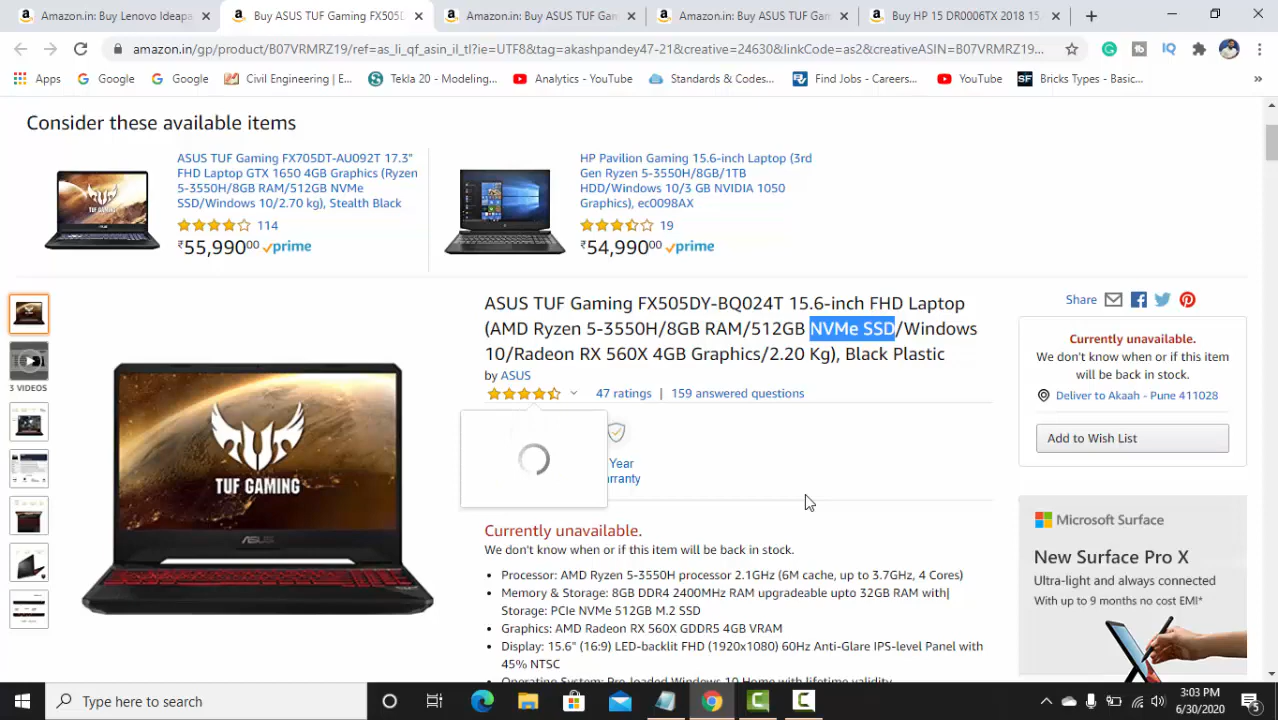 Amazon.in: Buy Lenovo Ideapa
Buy ASUS TUF Gaming FX505D
Amazon.in: Buy ASUS TUF Gam
Amazon.in: Buy ASUS TUF Gam
Buy HP 15 DR0006TX 2018 15.
amazon.in/gp/product/B07VRMRZ19/ref=as_li_qf_asin_il_tl?ie=UTF8&tag=akashpandey47-21&creative=24630&linkCode=as2&creativeASIN=B07VRMRZ19...
Apps
Google
Google
Civil Engineering | E...
Tekla 20 - Modeling...
Analytics - YouTube
Standards & Codes...
Find Jobs - Careers...
YouTube
Bricks Types - Basic...
Consider these available items
ASUS TUF Gaming FX705DT-AU092T 17.3"
FHD Laptop GTX 1650 4GB Graphics (Ryzen
5-3550H/8GB RAM/512GB NVMe
SSD/Windows 10/2.70 kg), Stealth Black
114
₹55,990.00 prime
HP Pavilion Gaming 15.6-inch Laptop (3rd
Gen Ryzen 5-3550H/8GB/1TB
HDD/Windows 10/3 GB NVIDIA 1050
Graphics), ec0098AX
19
₹54,990.00 prime
3 VIDEOS
TUF GAMING
ASUS
ASUS TUF Gaming FX505DY-BQ024T 15.6-inch FHD Laptop
(AMD Ryzen 5-3550H/8GB RAM/512GB NVMe SSD/Windows
10/Radeon RX 560X 4GB Graphics/2.20 Kg), Black Plastic
by ASUS
47 ratings | 159 answered questions
Year
rranty
Currently unavailable.
We don't know when or if this item will be back in stock.
• Processor: AMD Ryzen 5-3550H processor 2.1GHz (6M cache, up to 3.7GHz, 4 Cores)
• Memory & Storage: 8GB DDR4 2400MHz RAM upgradeable upto 32GB RAM with|
Storage: PCIe NVMe 512GB M.2 SSD
• Graphics: AMD Radeon RX 560X GDDR5 4GB VRAM
• Display: 15.6" (16:9) LED-backlit FHD (1920x1080) 60Hz Anti-Glare IPS-level Panel with
45% NTSC
• Operating System: Pre-loaded Windows 10 Home with lifetime validity
Share
Currently unavailable.
We don't know when or if this item
will be back in stock.
Deliver to Akaah - Pune 411028
Add to Wish List
Microsoft Surface
New Surface Pro X
Ultra-light and always connected
With up to 9 months no cost EMI*
Type here to search
3:03 PM
6/30/2020
5